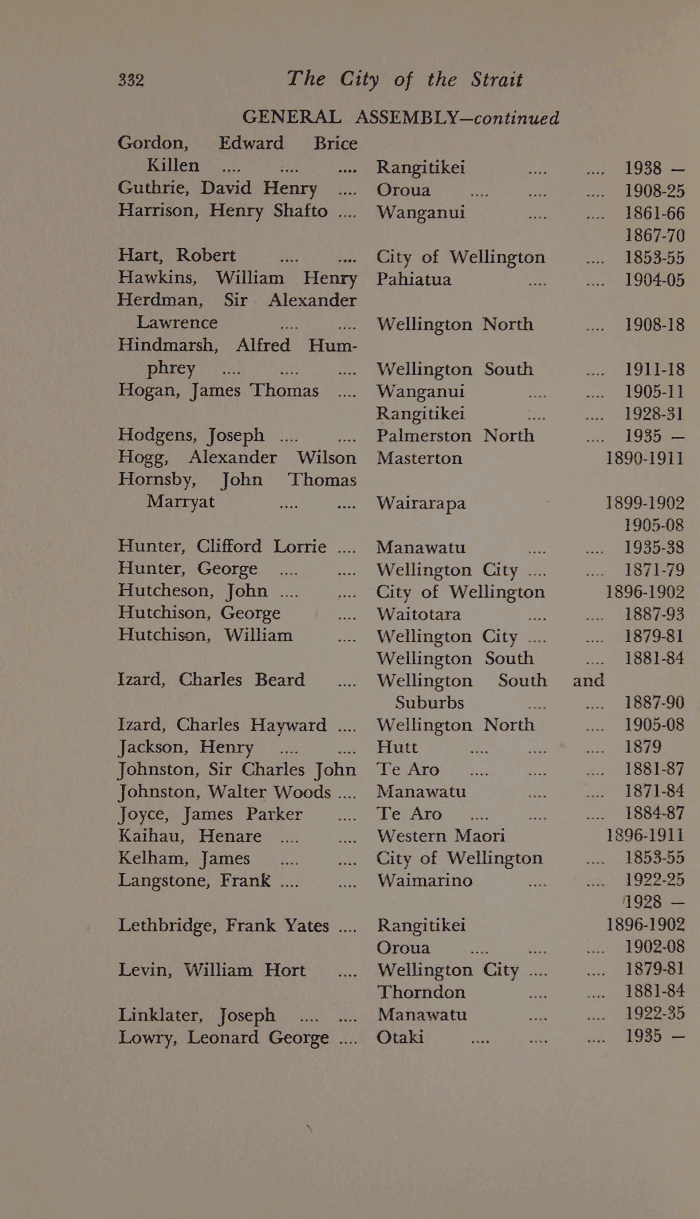 332 The City of the Strait
GENERAL ASSEMBLY—continued
Gordon, Edward Brice
Killen .... .... .... Rangitikei .... .... 1938 —
Guthrie, David Henry .... Oroua .... .... .... 1908-25
Harrison, Henry Shafto .... Wanganui .... .... 1861-66
1867-70
Hart, Robert .... .... City of Wellington .... 1853-55
Hawkins, William Henry Pahiatua .... .... 1904-05
Herdman, Sir Alexander
Lawrence .... .... Wellington North .... 1908-18
Hindmarsh, Alfred Hum-
phrey .... .... .... Wellington South .... 1911-18
Hogan, James Thomas .... Wanganui .... .... 1905-11
Rangitikei .... .... 1928-31
Hodgens, Joseph .... .... Palmerston North .... 1935 —
Hogg, Alexander Wilson Masterton 1890-1911
Hornsby, John Thomas
Marryat .... .... Wairarapa 1899-1902
1905-08
Hunter, Clifford Lorrie .... Manawatu .... .... 1935-38
Hunter, George .... .... Wellington City .... .... 1871-79
Hutcheson, John .... .... City of Wellington 1896-1902
Hutchison, George .... Waitotara .... .... 1887-93
Hutchison, William .... Wellington City .... .... 1879-81
Wellington South .... 1881-84
Izard, Charles Beard .... Wellington South and
Suburbs .... .... 1887-90
Izard, Charles Hayward .... Wellington North .... 1905-08
Jackson, Henry .... .... Hutt .... .... .... 1879
Johnston, Sir Charles John Te Aro .... .... .... 1881-87
Johnston, Walter Woods .... Manawatu .... .... 1871-84
Joyce, James Parker .... Te Aro .... .... .... 1884-87
Kaihau, Henare .... .... Western Maori 1896-1911
Kelham, James .... .... City of Wellington .... 1853-55
Langstone, Frank .... .... Waimarino .... .... 1922-25
1928 —
Lethbridge, Frank Yates .... Rangitikei 1896-1902
Oroua .... .... .... 1902-08
Levin, William Hort .... Wellington City .... .... 1879-81
Thorndon .... .... 1881-84
Linklater, Joseph .... .... Manawatu .... .... 1922-35
Lowry, Leonard George .... Otaki .... .... .... 1935 —